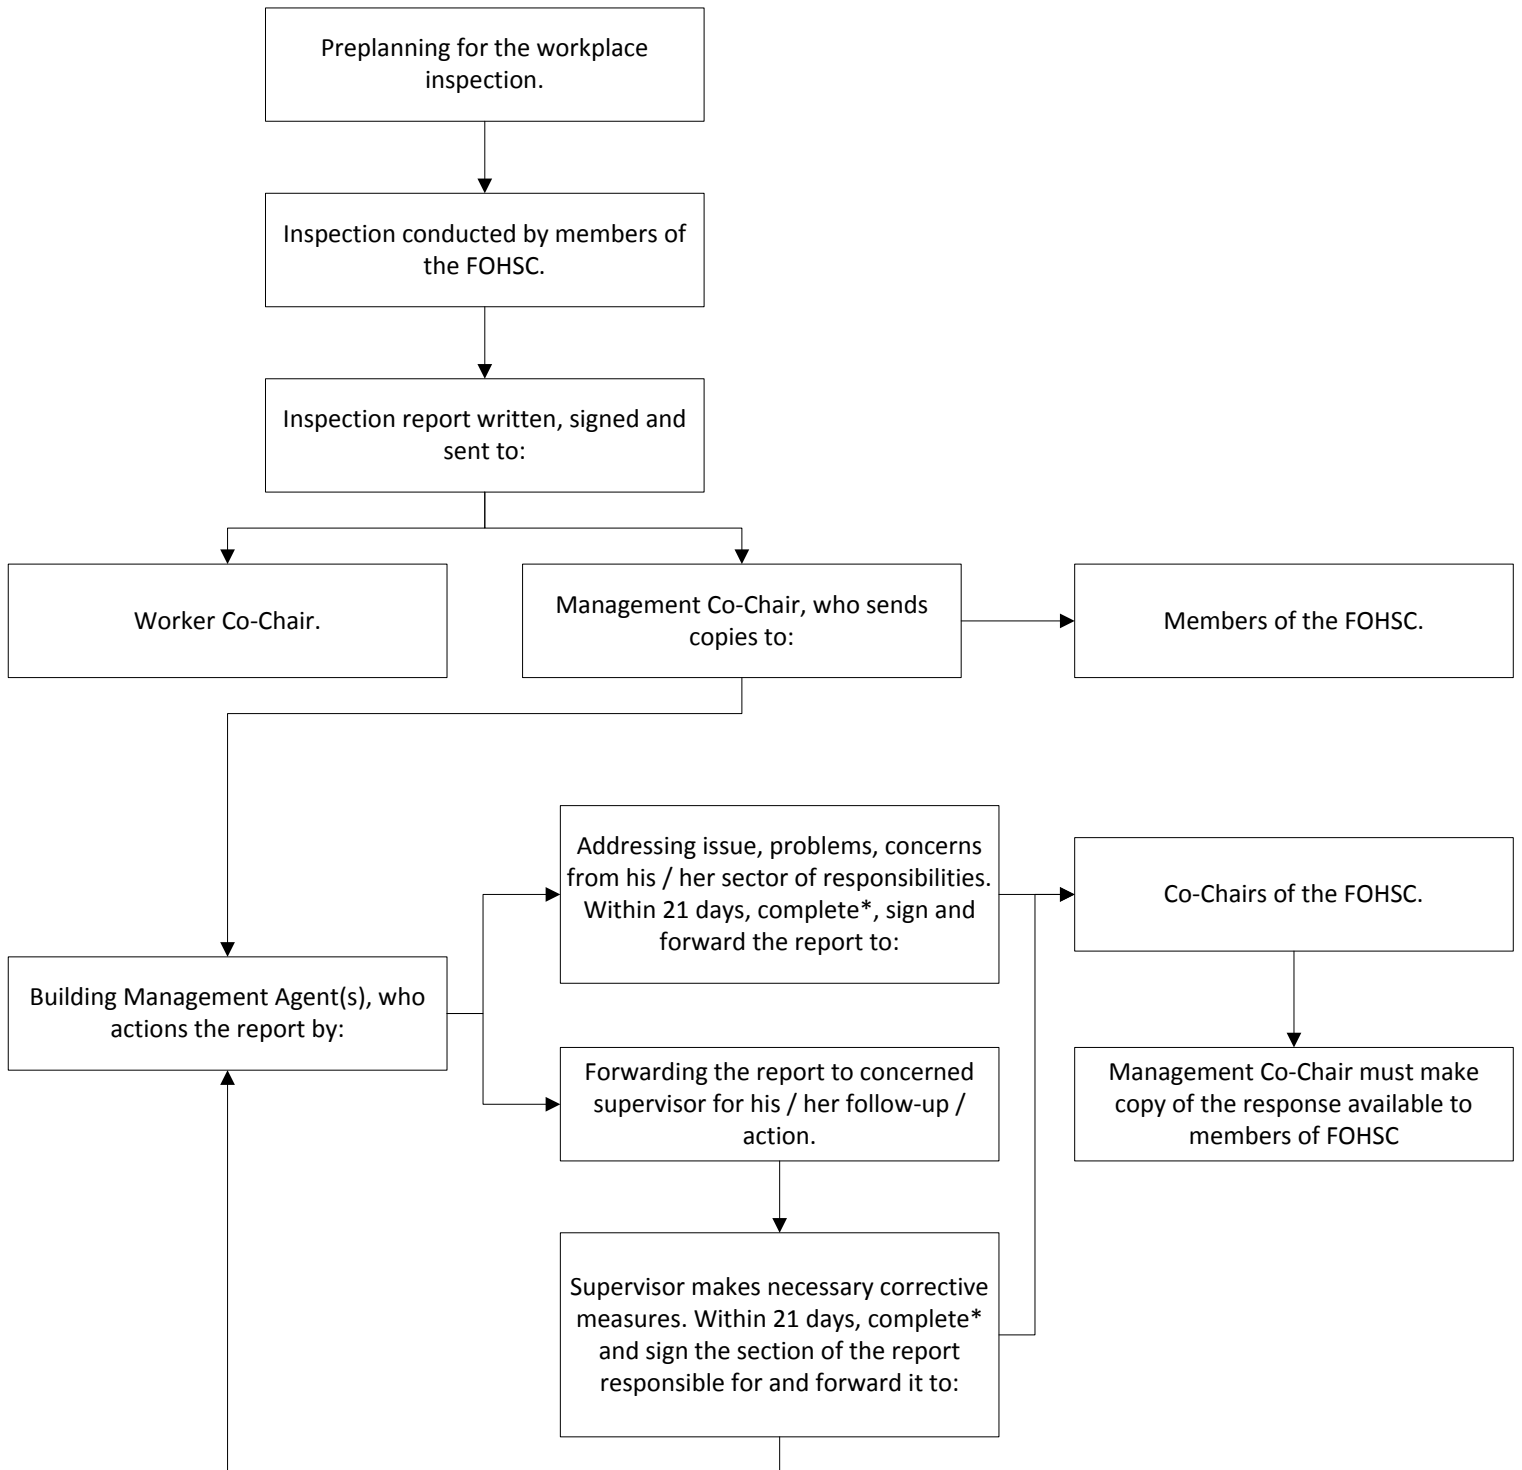 Preplanning for the workplace
inspection.
Inspection conducted by members of
the FOHSC.
Inspection report written, signed and
sent to:
Worker Co-Chair.
Management Co-Chair, who sends
copies to:
Members of the FOHSC.
Addressing issue, problems, concerns
from his / her sector of responsibilities.
Within 21 days, complete*, sign and
forward the report to:
Co-Chairs of the FOHSC.
Building Management Agent(s), who
actions the report by:
Forwarding the report to concerned
supervisor for his / her follow-up /
action.
Management Co-Chair must make
copy of the response available to
members of FOHSC
Supervisor makes necessary corrective
measures. Within 21 days, complete*
and sign the section of the report
responsible for and forward it to: